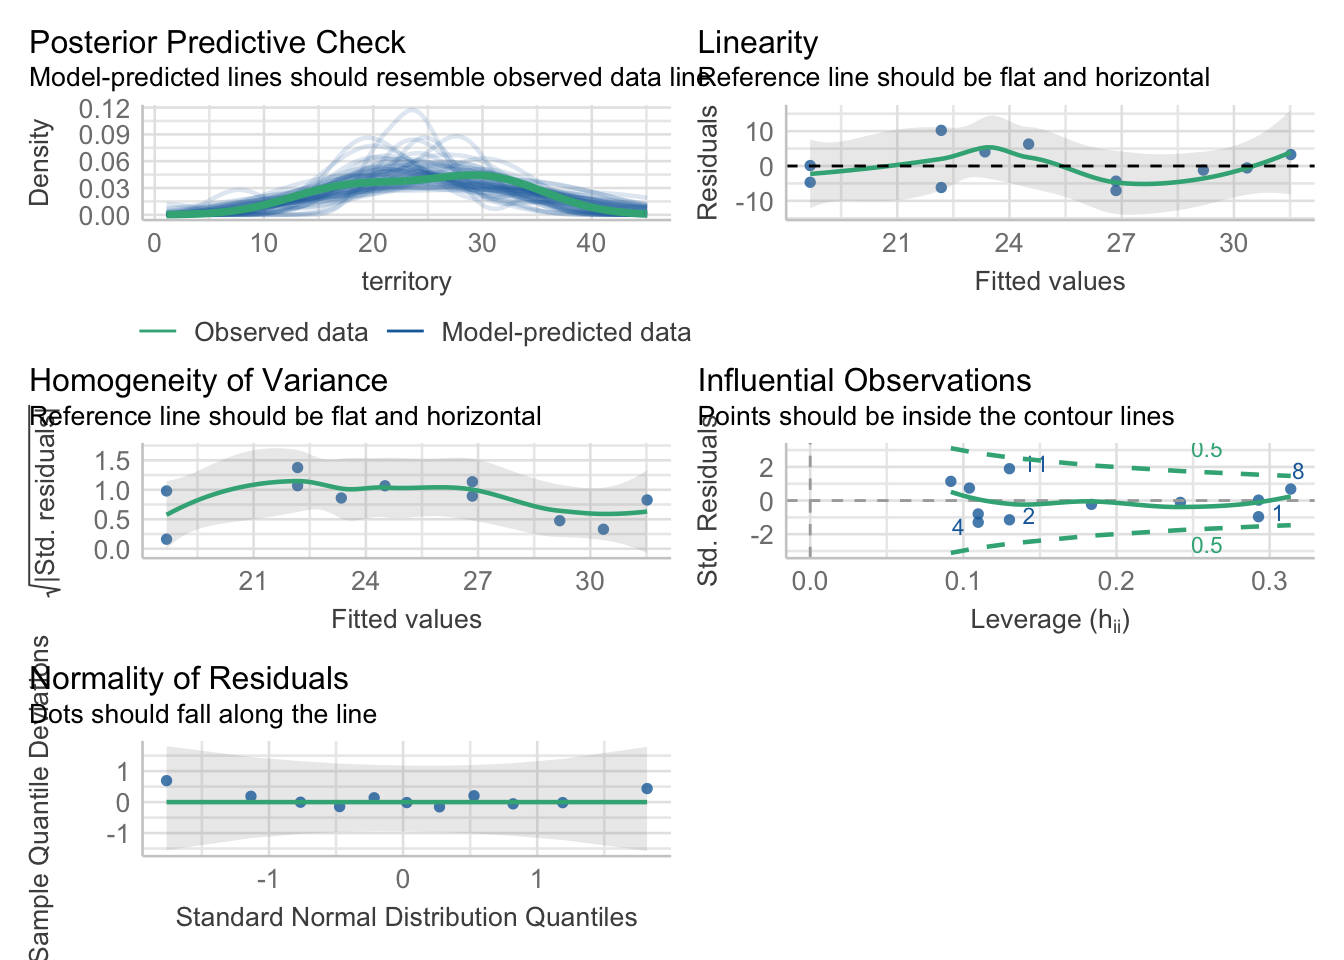 Posterior Predictive Check
Model-predicted lines should resemble observed data line
Density
0.12
0.09
0.06
0.03
0.00
0 10 20 30 40
territory
Observed data Model-predicted data
Linearity
Reference line should be flat and horizontal
Residuals
10
0
-10
21 24 27 30
Fitted values
Homogeneity of Variance
Reference line should be flat and horizontal
√|Std. residuals|
1.5
1.0
0.5
0.0
21 24 27 30
Fitted values
Influential Observations
Points should be inside the contour lines
Std. Residuals
2
0
-2
0.5
11
8
4
2
1
0.5
0.0 0.1 0.2 0.3
Leverage (hii)
Normality of Residuals
Dots should fall along the line
Sample Quantile Deviations
1
0
-1
-1 0 1
Standard Normal Distribution Quantiles